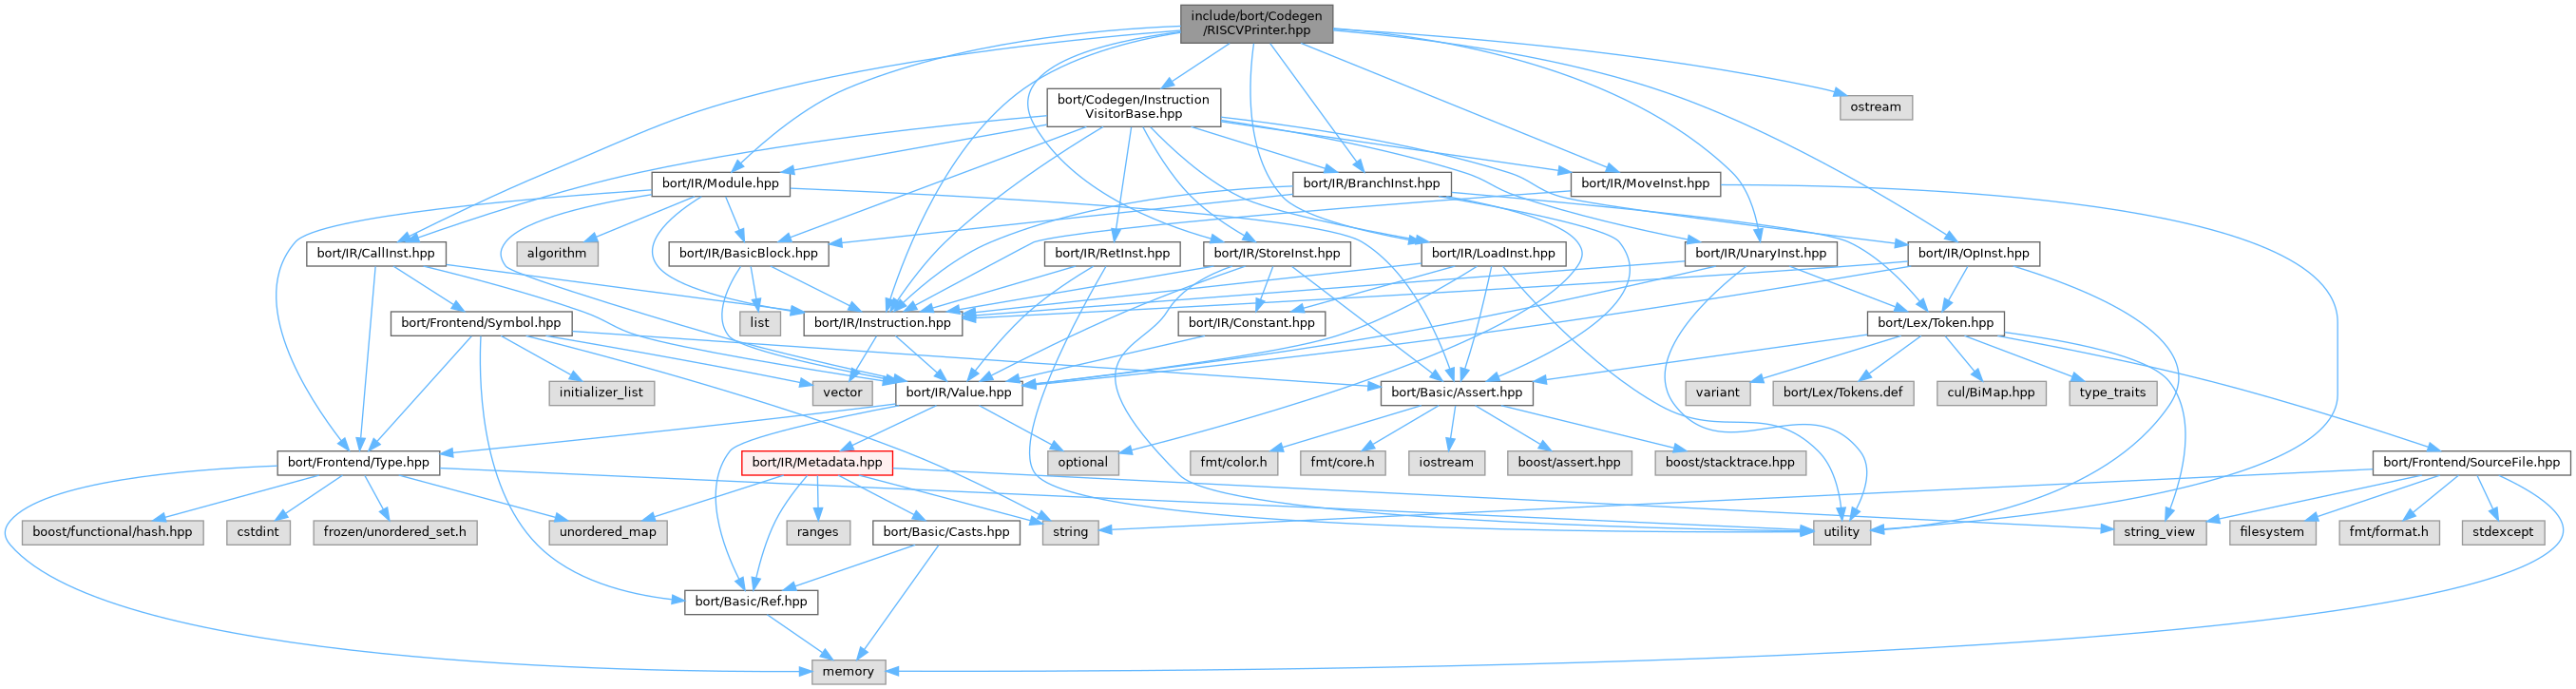 include/bort/Codegen
/RISCVPrinter.hpp
bort/Codegen/Instruction
VisitorBase.hpp
ostream
bort/IR/Module.hpp
bort/IR/BranchInst.hpp
bort/IR/MoveInst.hpp
bort/IR/CallInst.hpp
algorithm
bort/IR/BasicBlock.hpp
bort/IR/RetInst.hpp
bort/IR/StoreInst.hpp
bort/IR/LoadInst.hpp
bort/IR/UnaryInst.hpp
bort/IR/OpInst.hpp
bort/Frontend/Symbol.hpp
list
bort/IR/Instruction.hpp
bort/IR/Constant.hpp
bort/Lex/Token.hpp
initializer_list
vector
bort/IR/Value.hpp
bort/Basic/Assert.hpp
variant
bort/Lex/Tokens.def
cul/BiMap.hpp
type_traits
bort/Frontend/Type.hpp
bort/IR/Metadata.hpp
optional
fmt/color.h
fmt/core.h
iostream
boost/assert.hpp
boost/stacktrace.hpp
bort/Frontend/SourceFile.hpp
boost/functional/hash.hpp
cstdint
frozen/unordered_set.h
unordered_map
ranges
bort/Basic/Casts.hpp
string
utility
string_view
filesystem
fmt/format.h
stdexcept
bort/Basic/Ref.hpp
memory